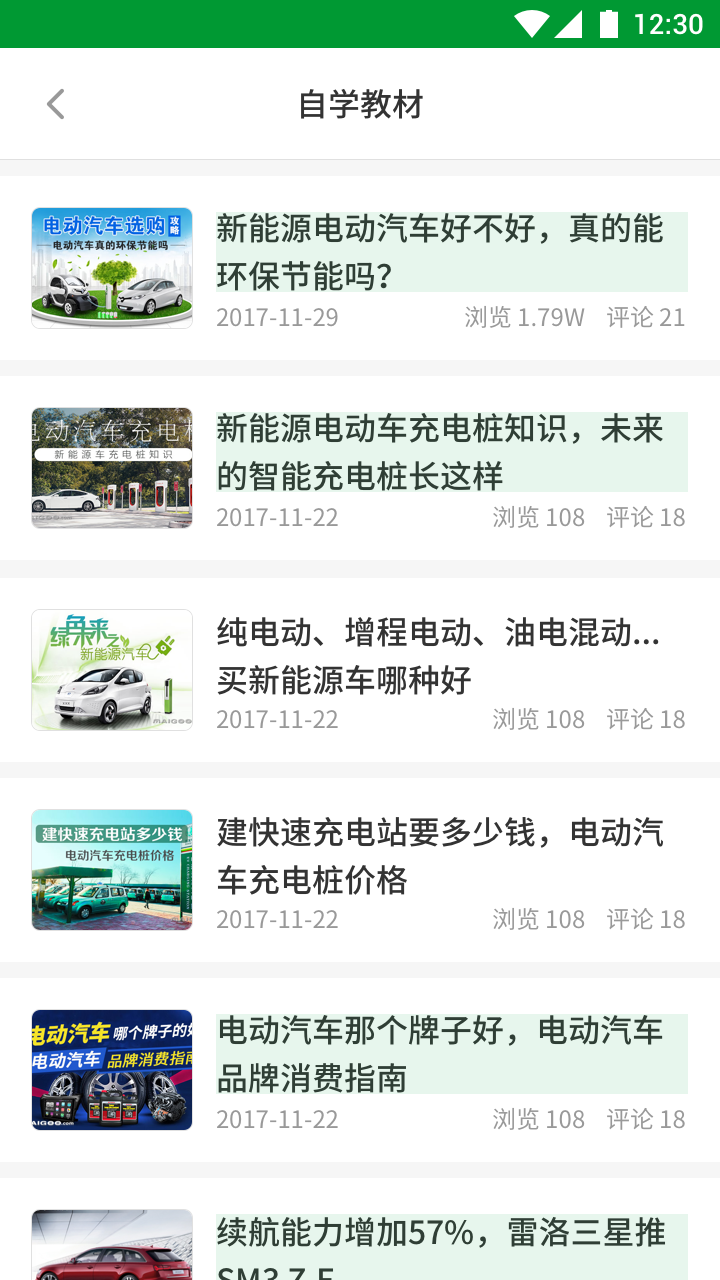 12:30
自学教材
电动汽车选购攻略
电动汽车真的环保节能吗
新能源电动汽车好不好，真的能
环保节能吗？
2017-11-29 浏览 1.79W 评论 21
电动汽车充电桩
新能源车充电桩知识
新能源电动车充电桩知识，未来
的智能充电桩长这样
2017-11-22 浏览 108 评论 18
绿色未来之
新能源汽车
MAIGOO
纯电动、增程电动、油电混动...
买新能源车哪种好
2017-11-22 浏览 108 评论 18
建快速充电站多少钱
电动汽车充电桩价格
建快速充电站要多少钱，电动汽
车充电桩价格
2017-11-22 浏览 108 评论 18
电动汽车 哪个牌子的好
电动汽车 品牌消费指南
MAIGOO.com
电动汽车那个牌子好，电动汽车
品牌消费指南
2017-11-22 浏览 108 评论 18
续航能力增加57%，雷洛三星推
SM3 Z.E